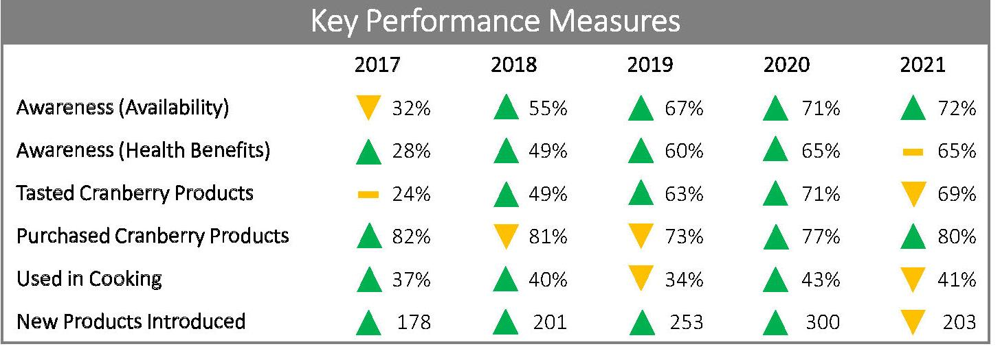 Key Performance Measures
2017 2018 2019 2020 2021
Awareness (Availability) 32% 55% 67% 71% 72%
Awareness (Health Benefits) 28% 49% 60% 65% 65%
Tasted Cranberry Products 24% 49% 63% 71% 69%
Purchased Cranberry Products 82% 81% 73% 77% 80%
Used in Cooking 37% 40% 34% 43% 41%
New Products Introduced 178 201 253 300 203